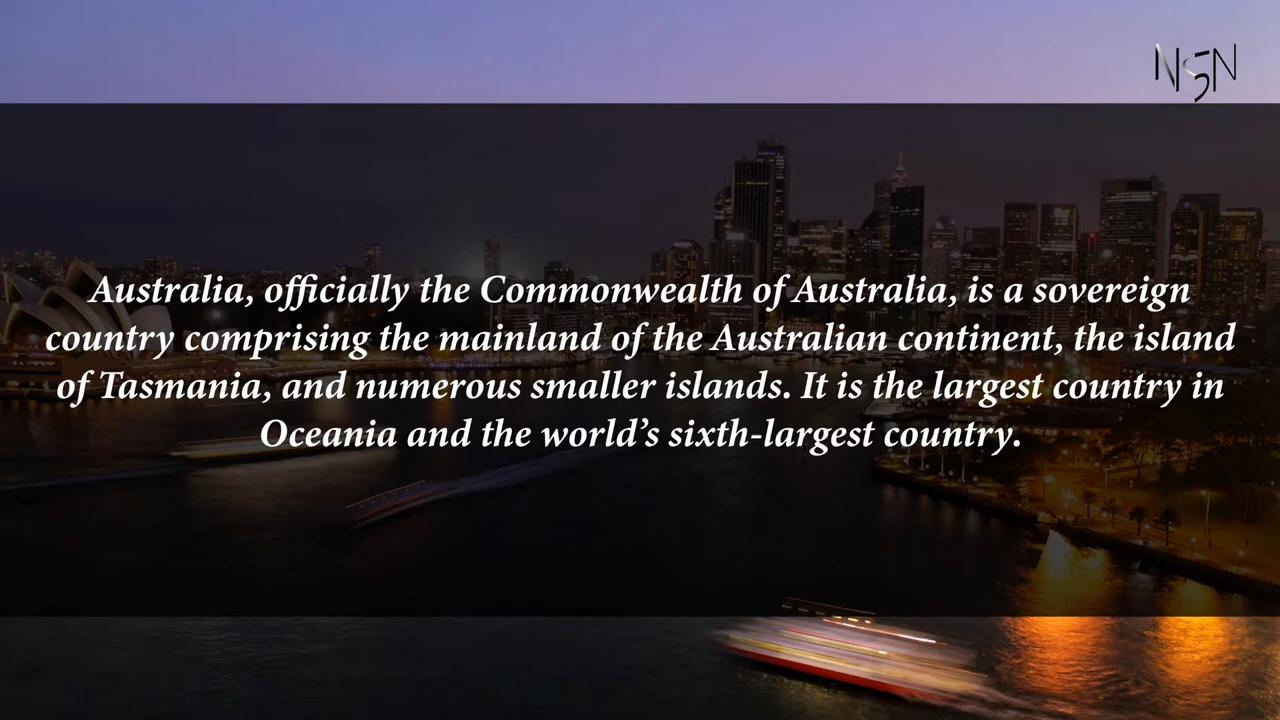 NSN
Australia, officially the Commonwealth of Australia, is a sovereign
country comprising the mainland of the Australian continent, the island
of Tasmania, and numerous smaller islands. It is the largest country in
Oceania and the world’s sixth-largest country.